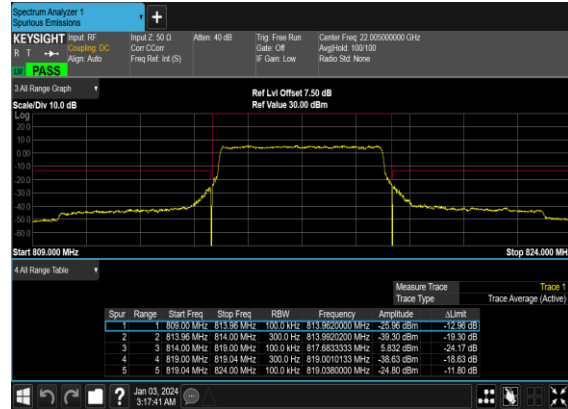 Spectrum Analyzer 1
Spurious Emissions
KEYSIGHT Input: RF Input Z: 50 Ω Atten: 40 dB Trig: Free Run Center Freq: 22.005000000 GHz
R T Coupling: DC Corr CCorr Gate: Off Avg|Hold: 100/100
Align: Auto Freq Ref: Int (S) IF Gain: Low Radio Std: None
PASS
3 All Range Graph
Ref Lvl Offset 7.50 dB
Scale/Div 10.0 dB Ref Value 30.00 dBm
Log
20.0
10.0
0.00
-10.0
-20.0
-30.0
-40.0
-50.0
-60.0
Start 809.000 MHz Stop 824.000 MH
4 All Range Table
Measure Trace Trace 1
Trace Type Trace Average (Active)
Spur Range Start Freq Stop Freq RBW Frequency Amplitude ΔLimit
1 1 809.00 MHz 813.96 MHz 100.0 kHz 813.9620000 MHz -25.96 dBm -12.96 dB
2 2 813.96 MHz 814.00 MHz 300.0 Hz 813.9920200 MHz -39.30 dBm -19.30 dB
3 3 814.00 MHz 819.00 MHz 100.0 kHz 817.6833333 MHz 5.832 dBm -24.17 dB
4 4 819.00 MHz 819.04 MHz 300.0 Hz 819.0010133 MHz -38.63 dBm -18.63 dB
5 5 819.04 MHz 824.00 MHz 100.0 kHz 819.0380000 MHz -24.80 dBm -11.80 dB
Jan 03, 2024
3:17:41 AM